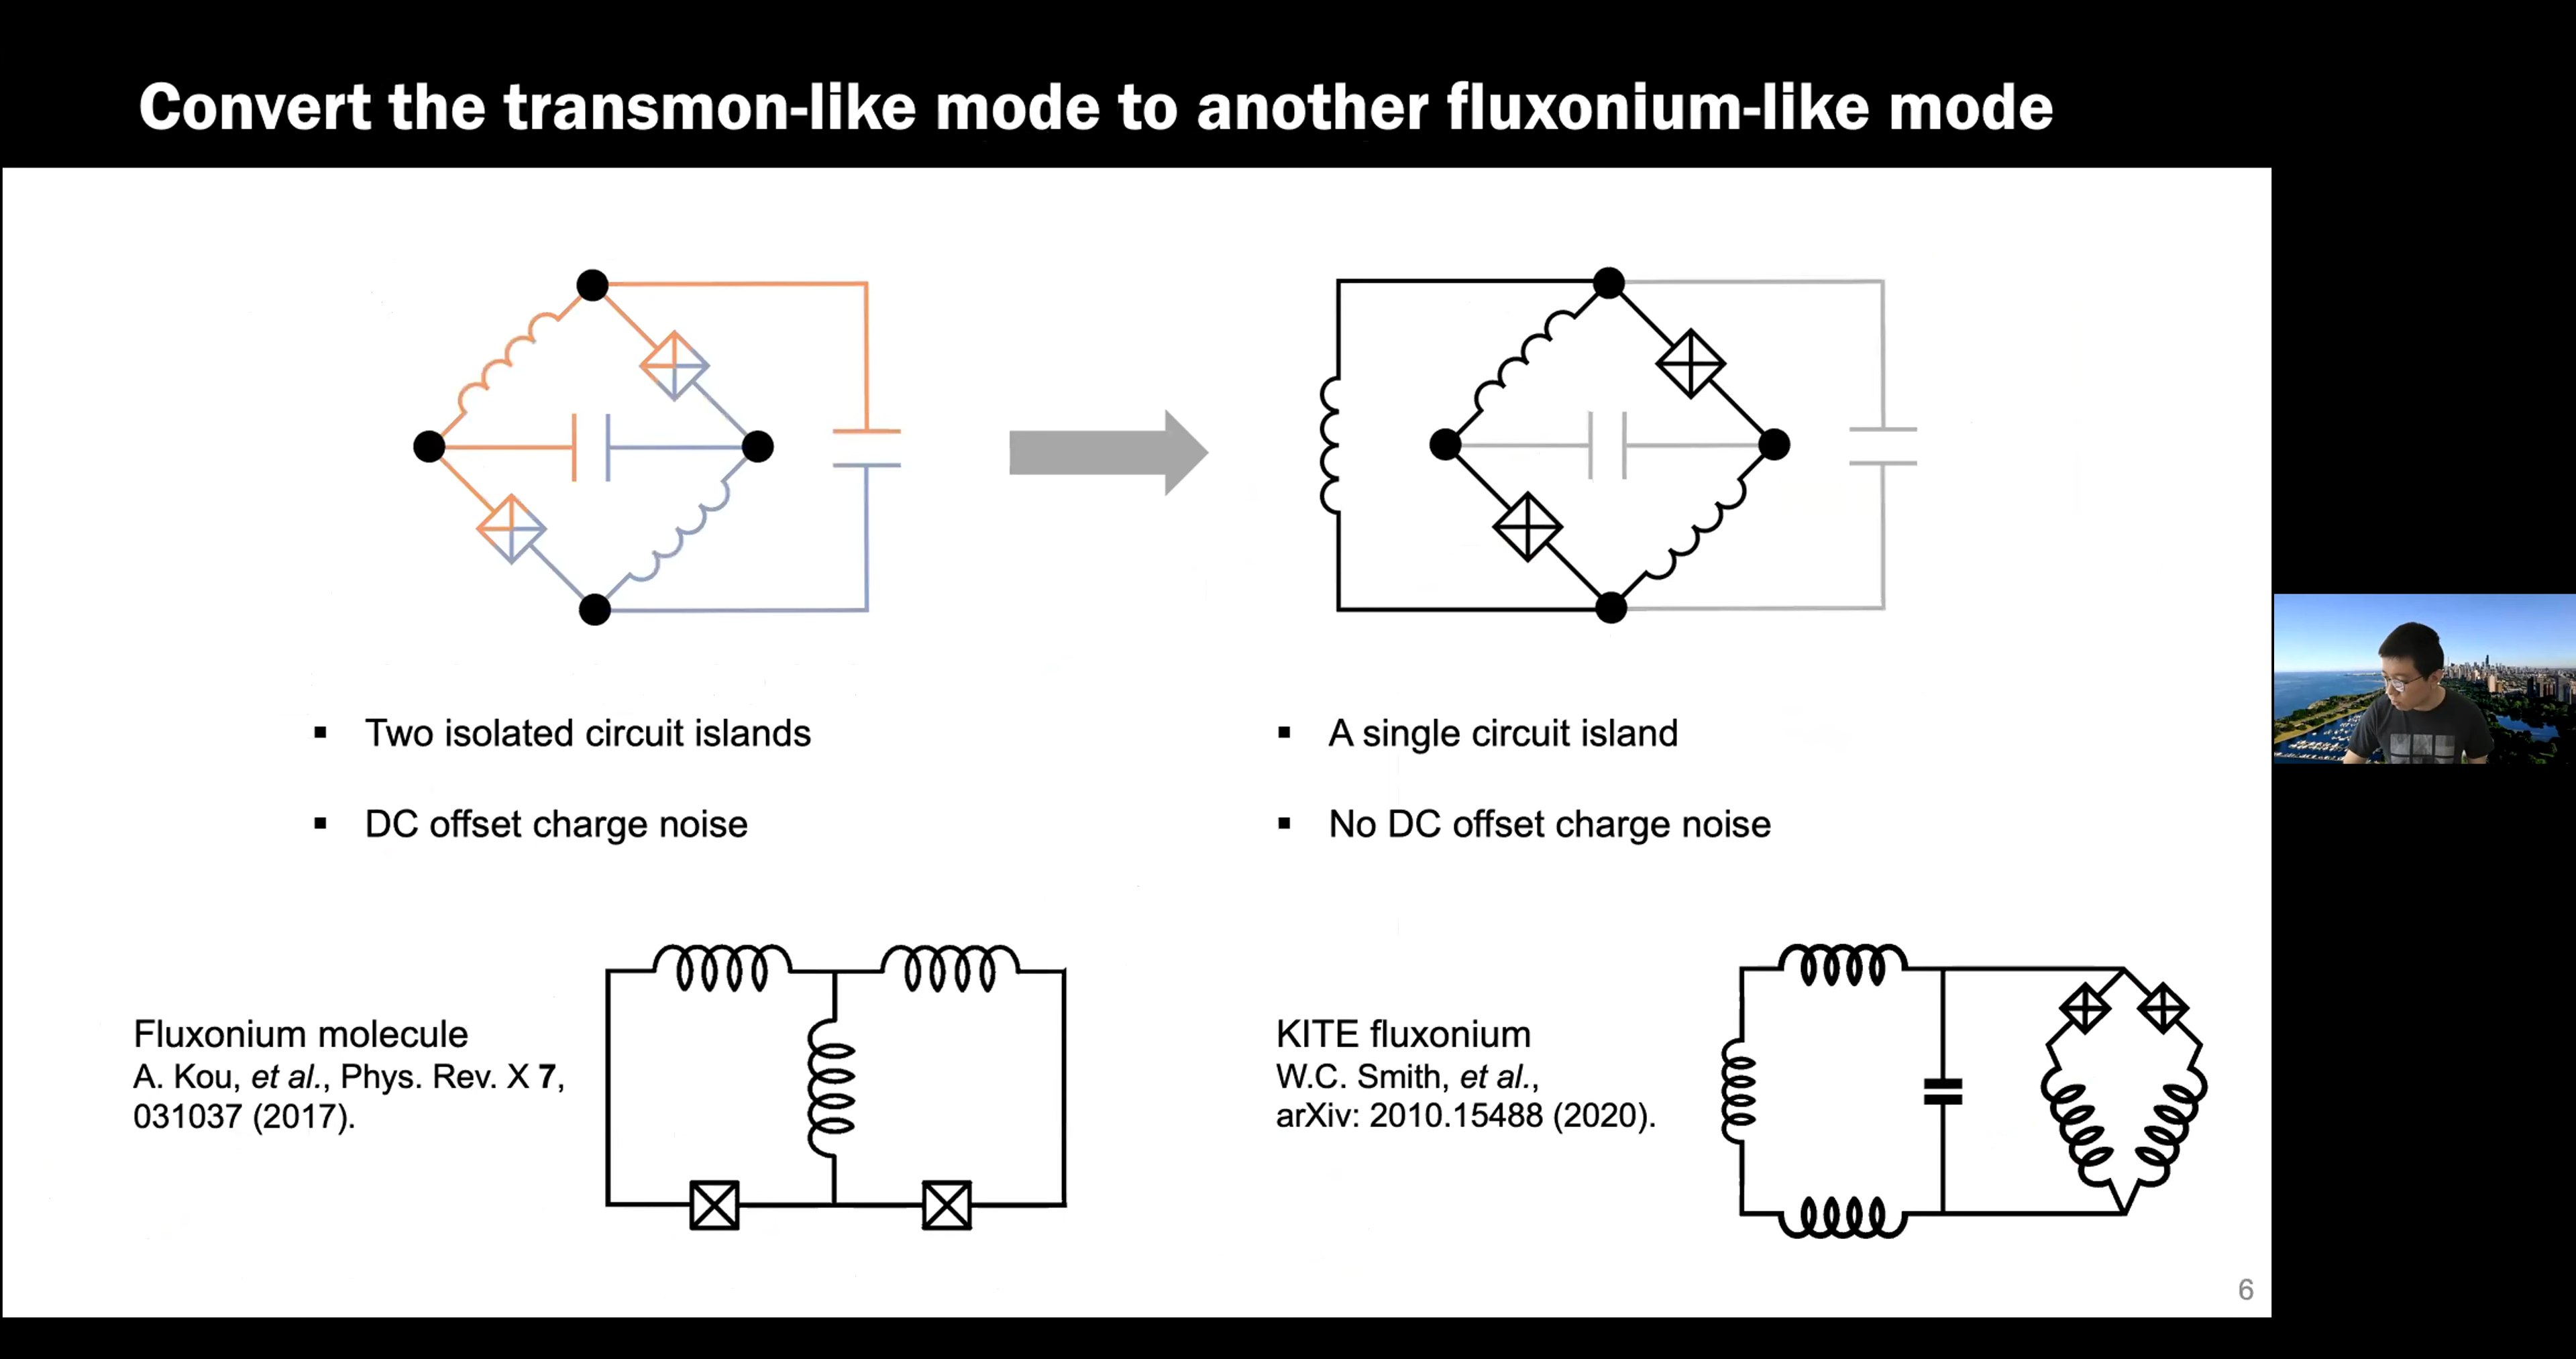 Convert the transmon-like mode to another fluxonium-like mode
▪ Two isolated circuit islands
▪ DC offset charge noise
▪ A single circuit island
▪ No DC offset charge noise
Fluxonium molecule
A. Kou, et al., Phys. Rev. X 7,
031037 (2017).
KITE fluxonium
W.C. Smith, et al.,
arXiv: 2010.15488 (2020).
6